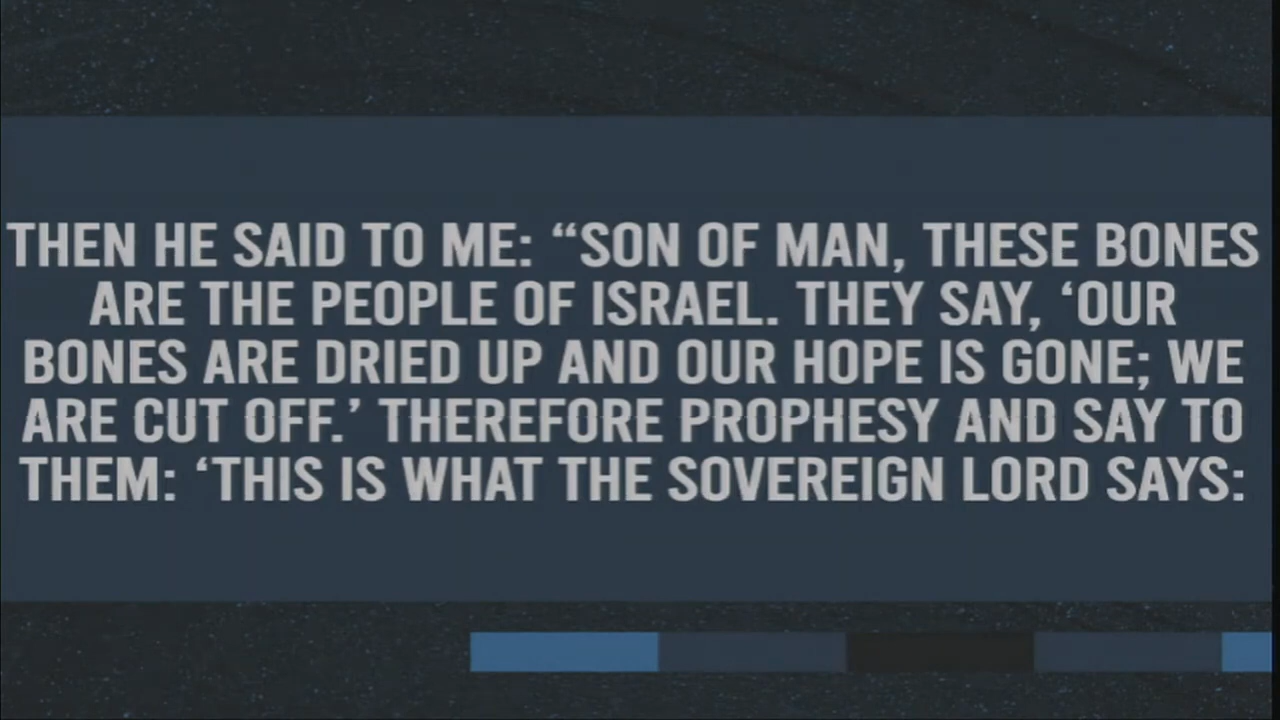 THEN HE SAID TO ME: “SON OF MAN, THESE BONES
ARE THE PEOPLE OF ISRAEL. THEY SAY, ‘OUR
BONES ARE DRIED UP AND OUR HOPE IS GONE; WE
ARE CUT OFF.’ THEREFORE PROPHESY AND SAY TO
THEM: ‘THIS IS WHAT THE SOVEREIGN LORD SAYS: